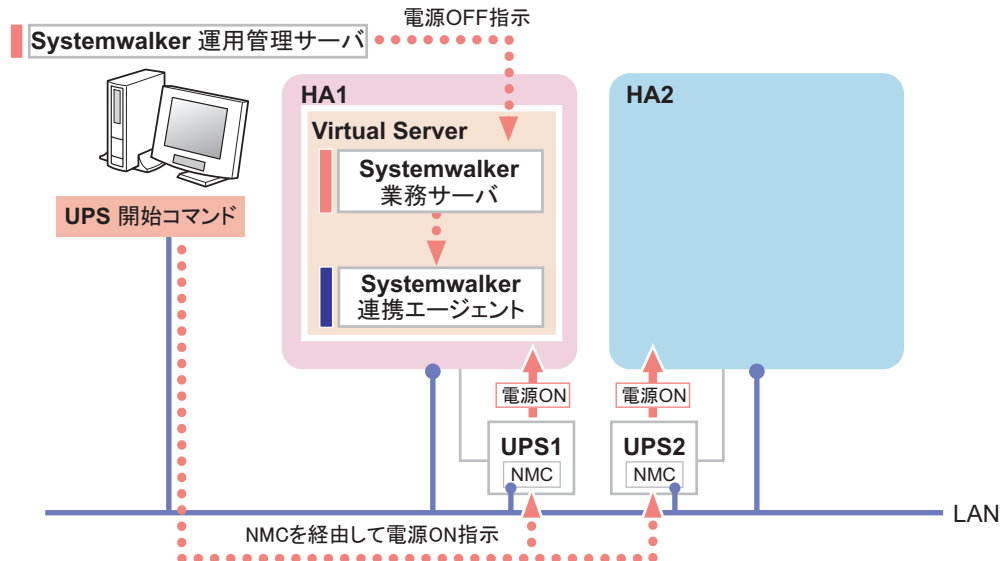 電源OFF指示
Systemwalker 運用管理サーバ
HA1
HA2
Virtual Server
Systemwalker
業務サーバ
UPS 開始コマンド
Systemwalker
連携エージェント
電源ON
電源ON
UPS1
NMC
UPS2
NMC
LAN
NMCを経由して電源ON指示